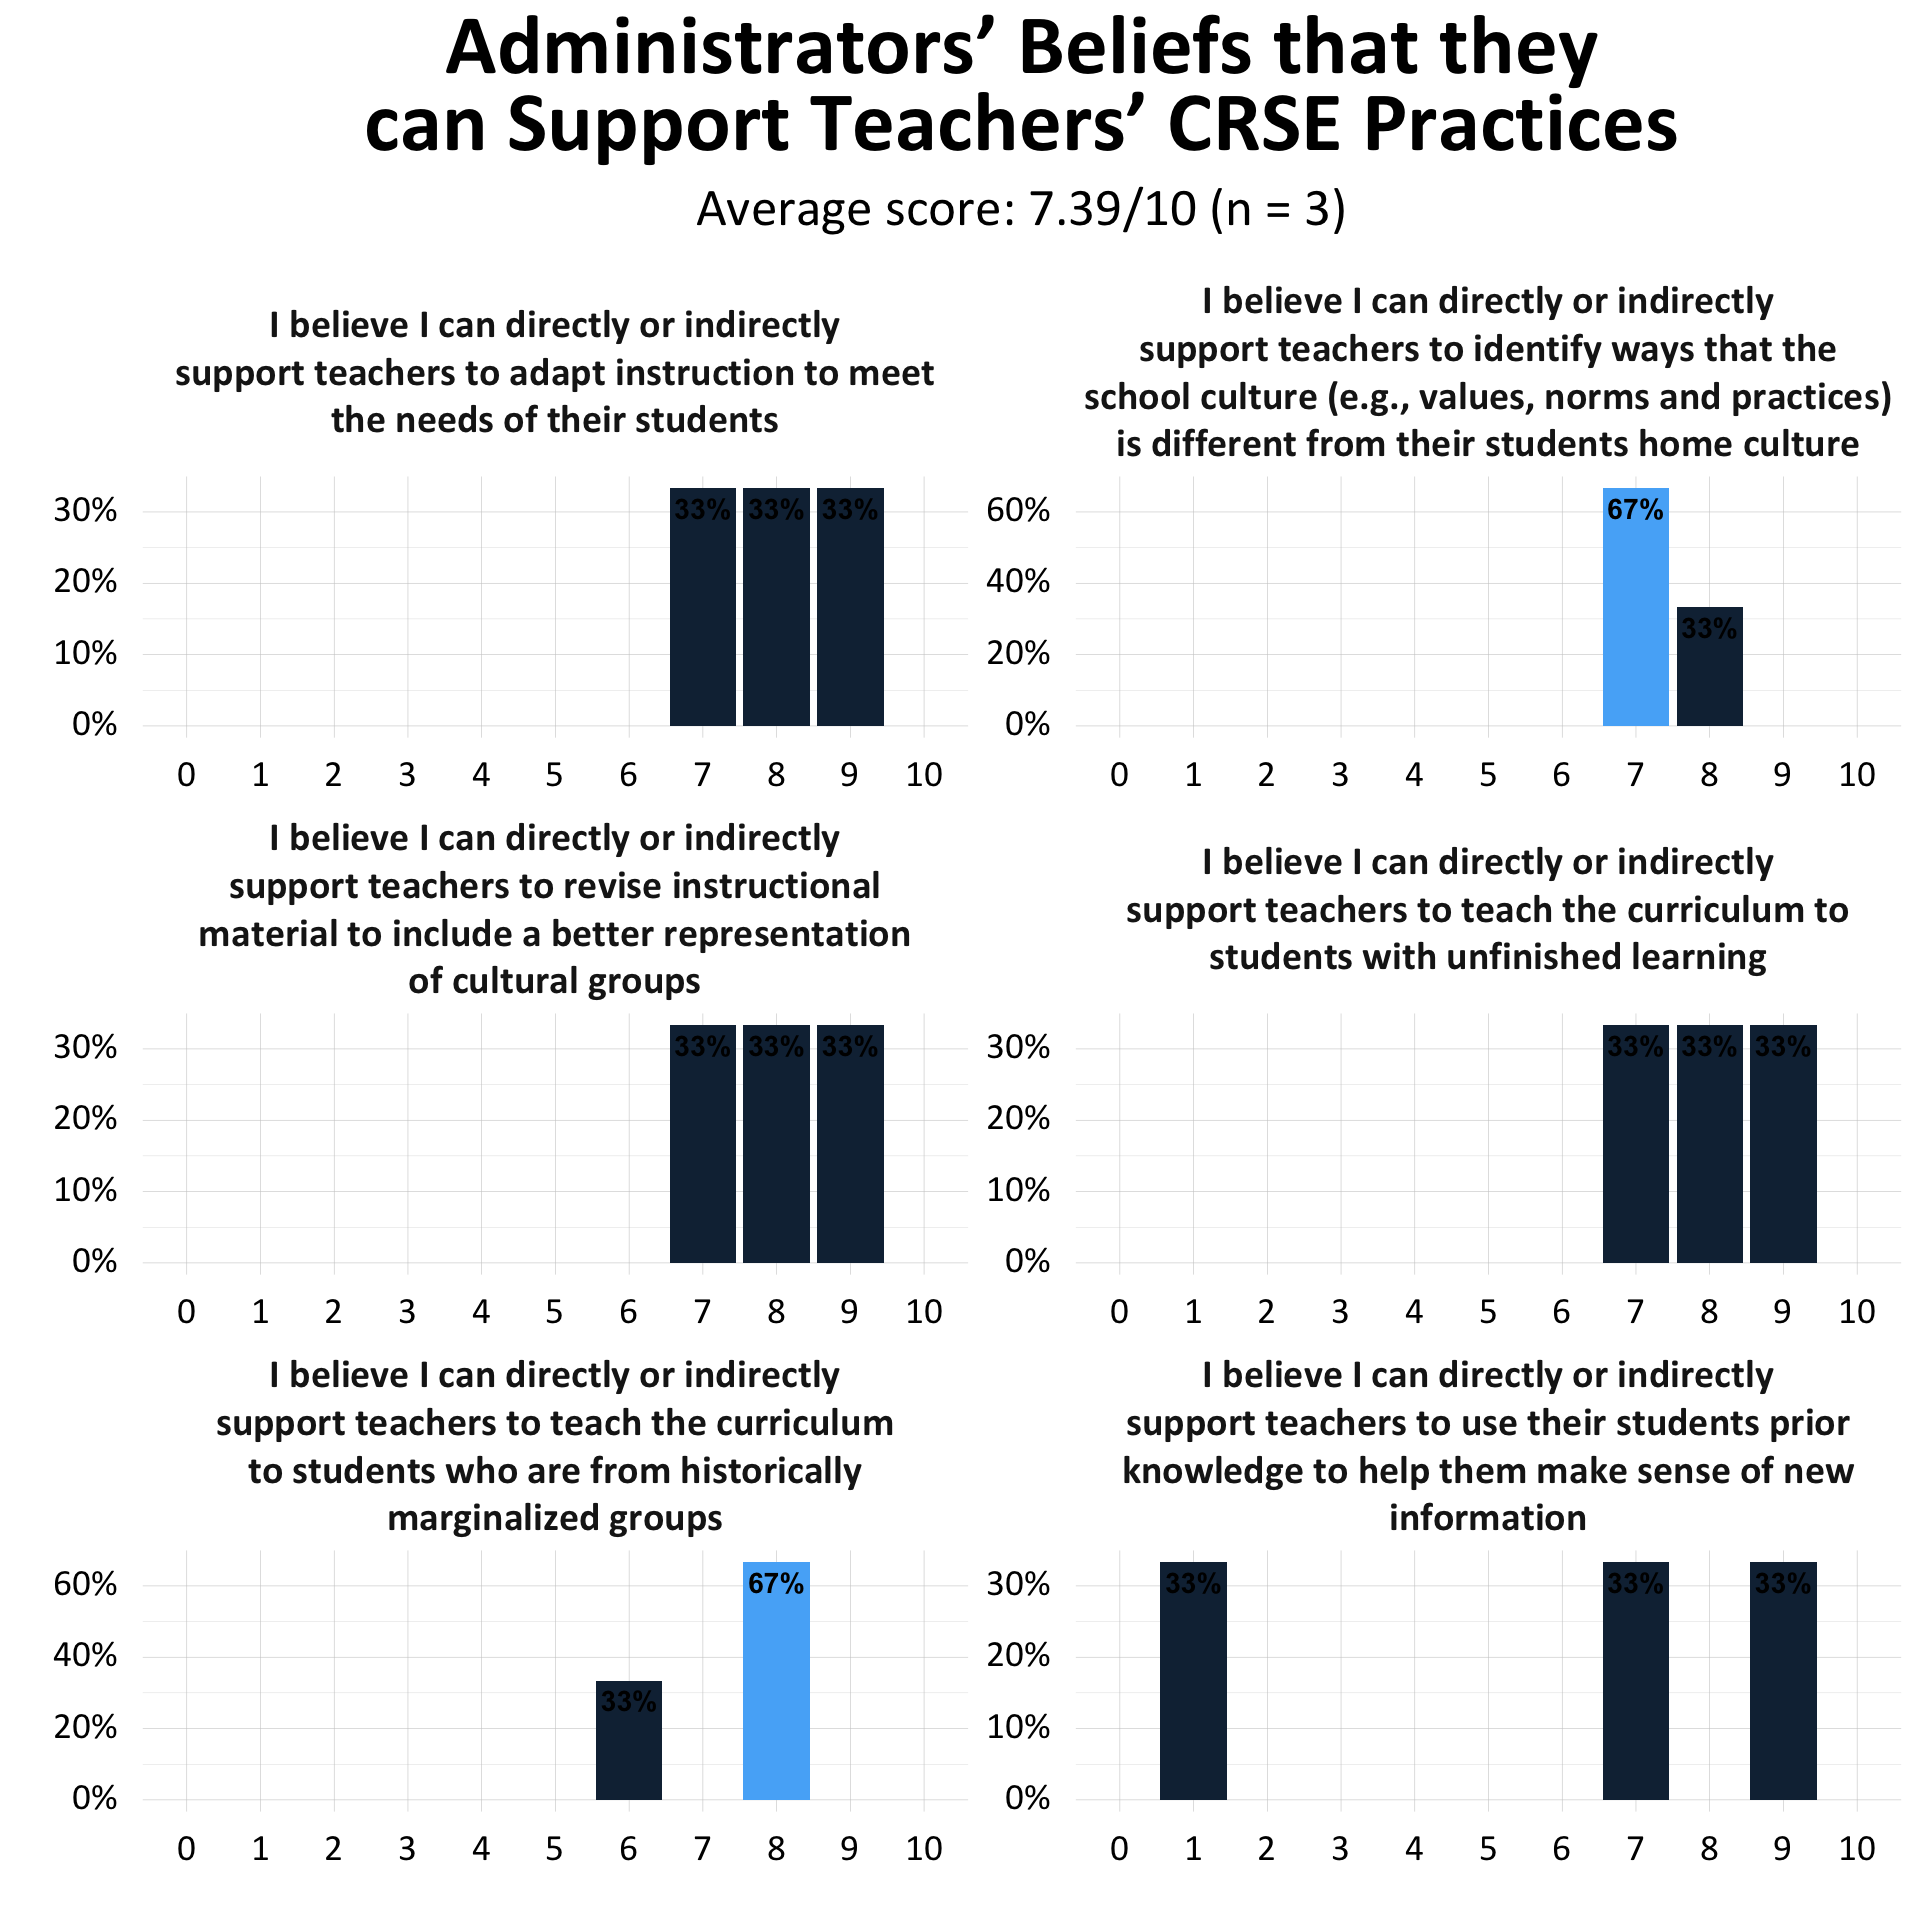 Administrators’ Beliefs that they
can Support Teachers’ CRSE Practices
Average score: 7.39/10 (n = 3)
I believe I can directly or indirectly
support teachers to adapt instruction to meet
the needs of their students
30%
20%
10%
0%
33% 33% 33%
0 1 2 3 4 5 6 7 8 9 10
I believe I can directly or indirectly
support teachers to identify ways that the
school culture (e.g., values, norms and practices)
is different from their students home culture
60%
40%
20%
0%
67%
33%
0 1 2 3 4 5 6 7 8 9 10
I believe I can directly or indirectly
support teachers to revise instructional
material to include a better representation
of cultural groups
30%
20%
10%
0%
33% 33% 33%
0 1 2 3 4 5 6 7 8 9 10
I believe I can directly or indirectly
support teachers to teach the curriculum to
students with unfinished learning
30%
20%
10%
0%
33% 33% 33%
0 1 2 3 4 5 6 7 8 9 10
I believe I can directly or indirectly
support teachers to teach the curriculum
to students who are from historically
marginalized groups
60%
40%
20%
0%
33%
67%
0 1 2 3 4 5 6 7 8 9 10
I believe I can directly or indirectly
support teachers to use their students prior
knowledge to help them make sense of new
information
30%
20%
10%
0%
33% 33% 33%
0 1 2 3 4 5 6 7 8 9 10